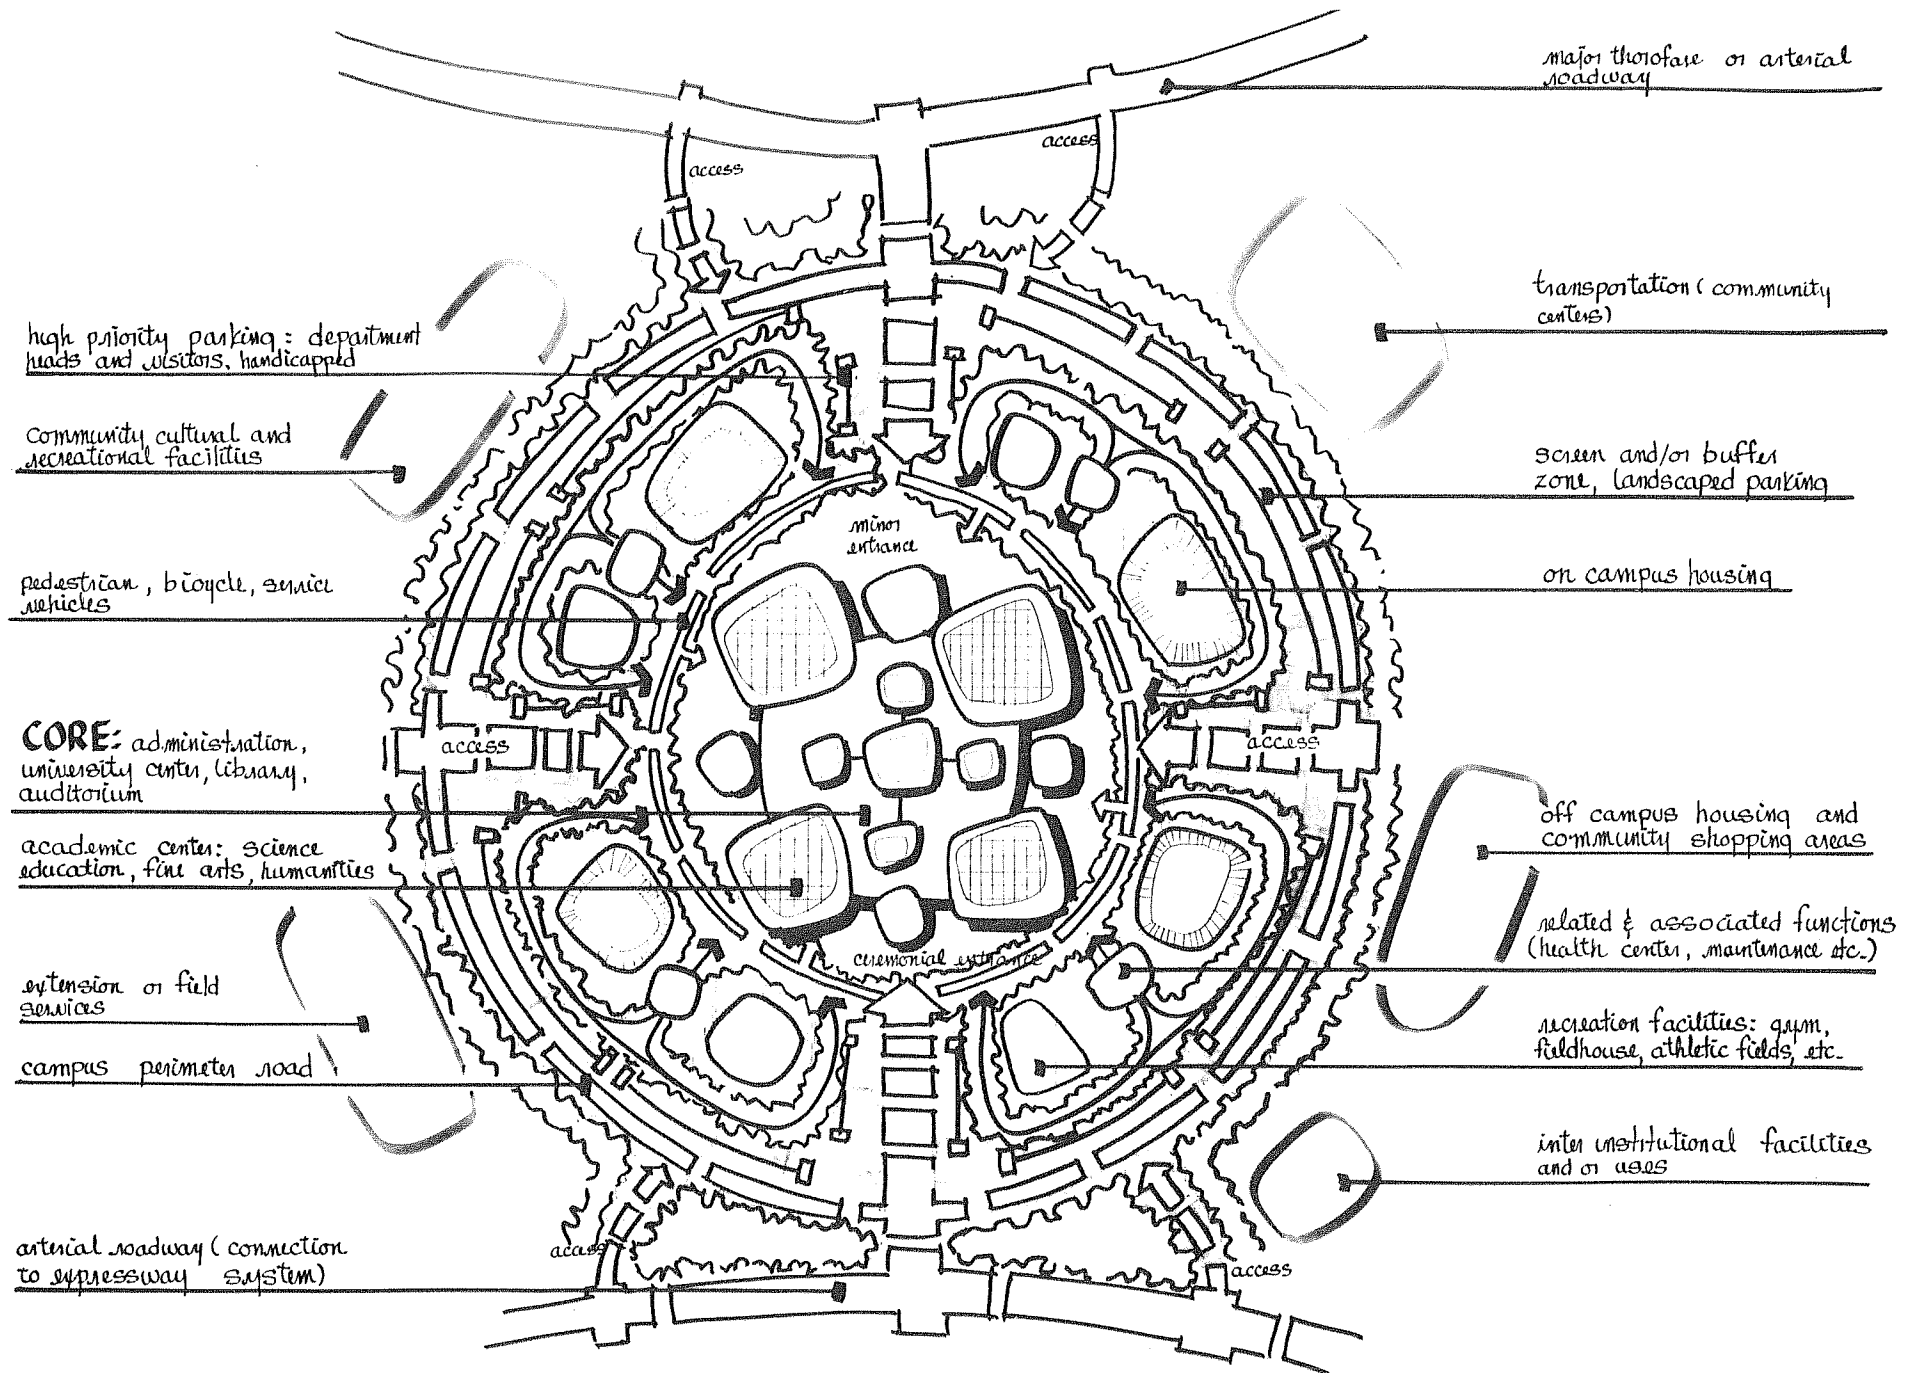 major thorofare or arterial
roadway
access
access
transportation ( community
centers)
high priority parking: department
heads and visitors, handicapped
community cultural and
recreational facilities
screen and/or buffer
zone, landscaped parking
minor
entrance
pedestrian, bicycle, service
vehicles
on campus housing
CORE: administration,
university center, library,
auditorium
access
access
academic center: science
education, fine arts, humanities
off campus housing and
community shopping areas
related & associated functions
(health center, maintenance etc.)
ceremonial entrance
extension or field
services
recreation facilities: gym,
fieldhouse, athletic fields, etc.
campus perimeter road
inter institutional facilities
and or uses
arterial roadway ( connection
to expressway system)
access
access